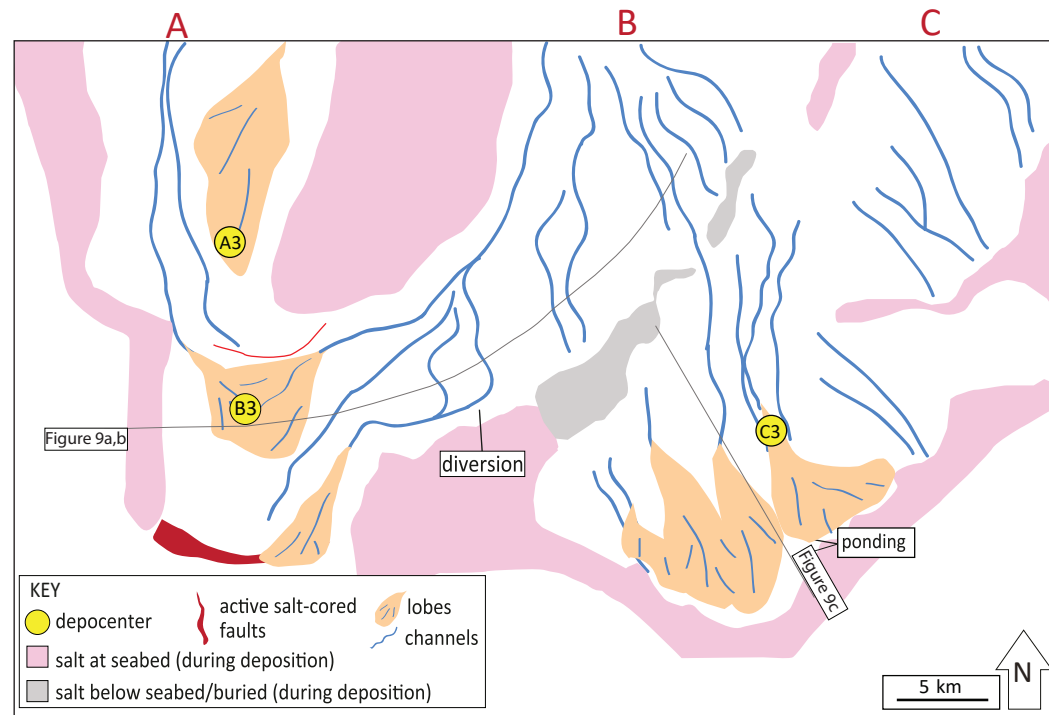 A
B
C
A3
B3
Figure 9a,b
diversion
C3
ponding
Figure 9c
KEY
depocenter
active salt-cored
faults
lobes
channels
salt at seabed (during deposition)
salt below seabed/buried (during deposition)
5 km
N